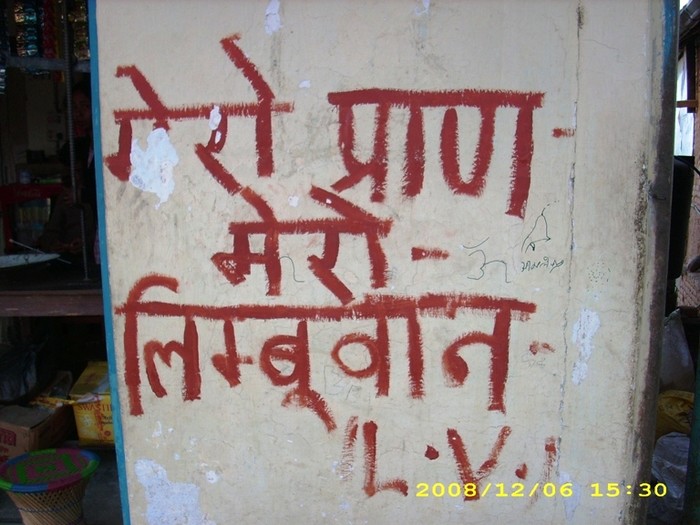 मेरो प्राण-
मेरो -
लिम्बूवान -
(L.V.)
2008/12/06 15:30